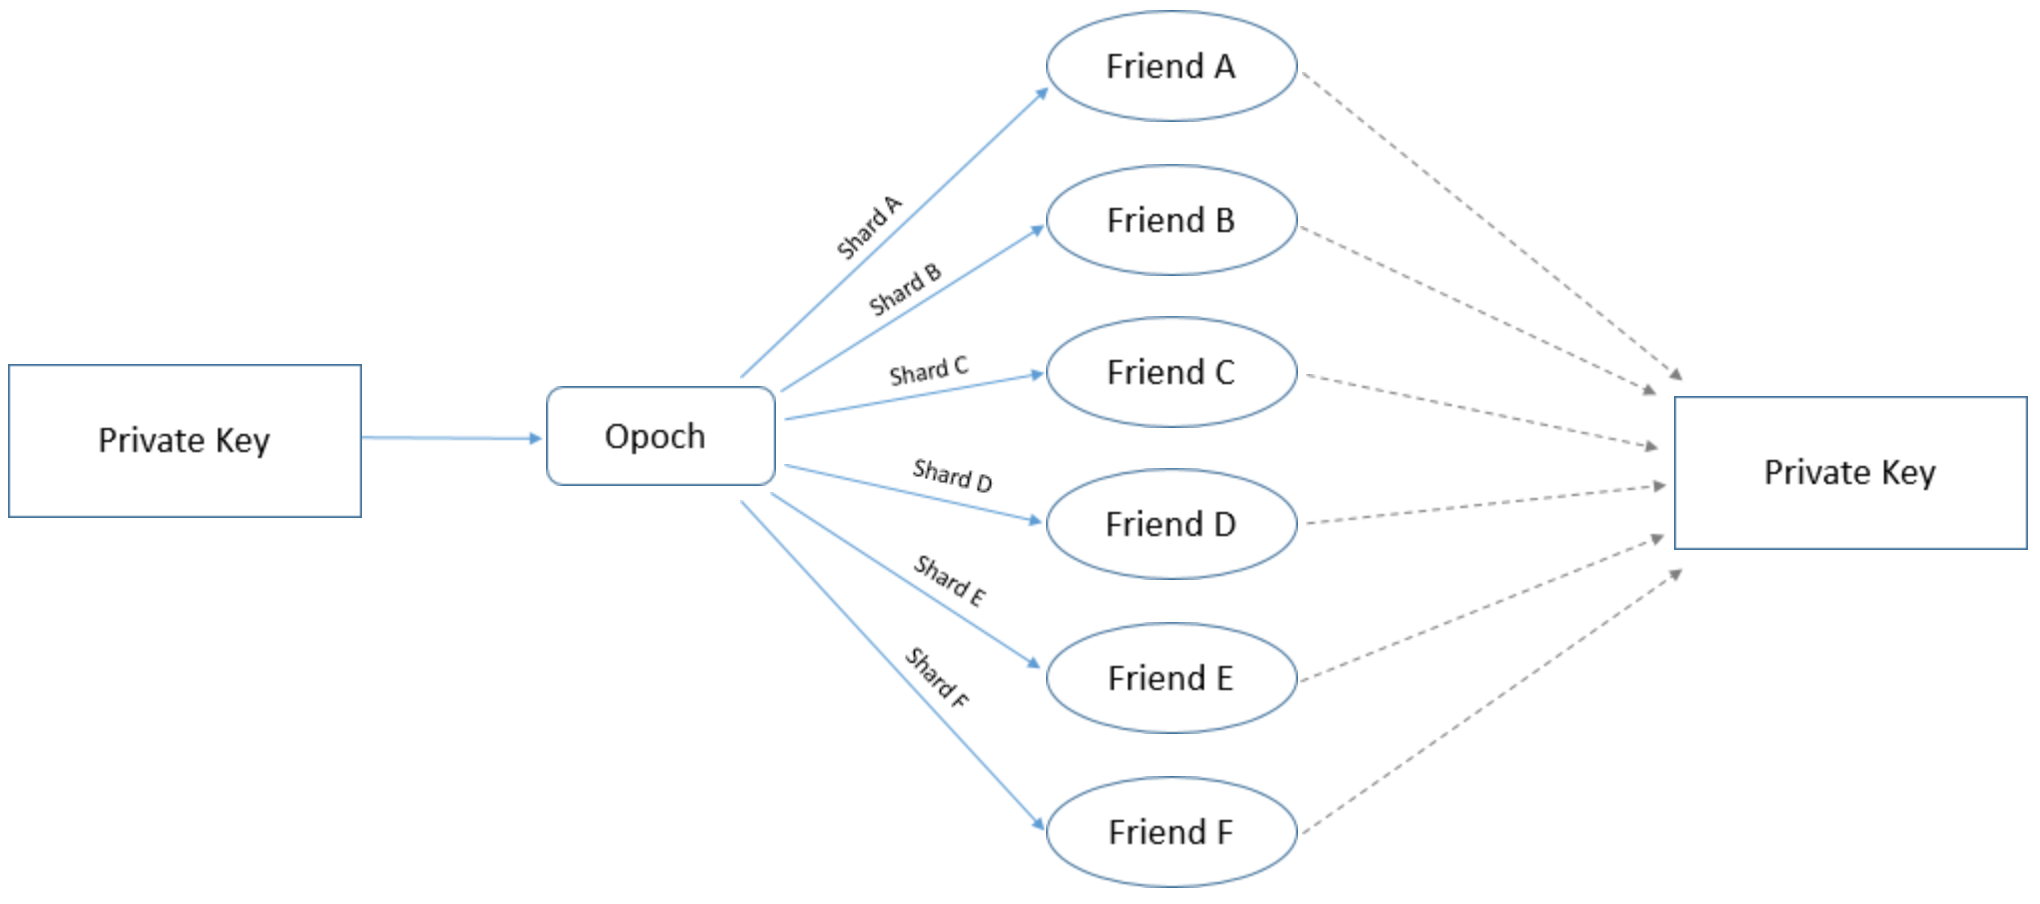 Private Key
Opoch
Shard A
Shard B
Shard C
Shard D
Shard E
Shard F
Friend A
Friend B
Friend C
Friend D
Friend E
Friend F
Private Key